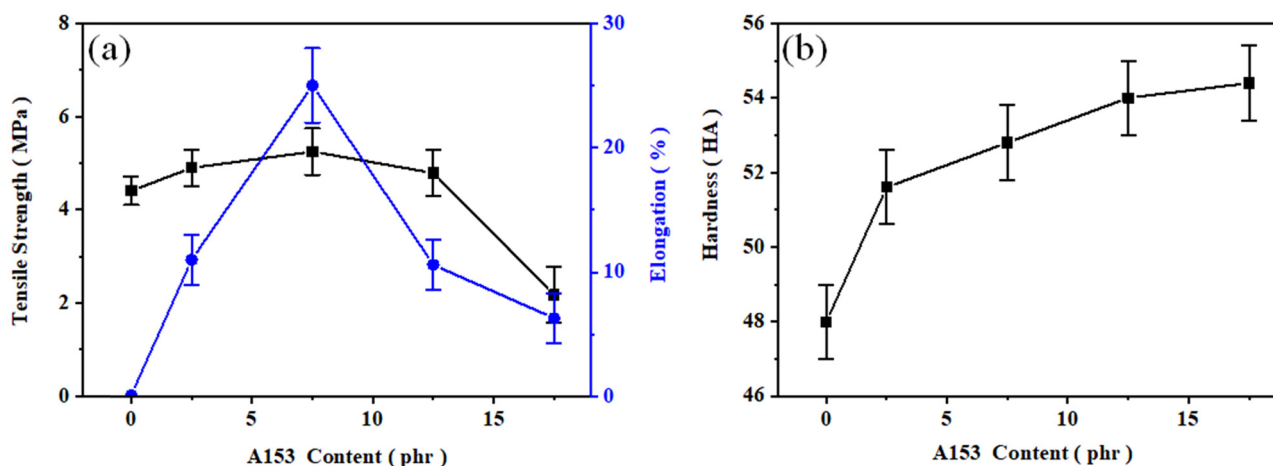 (a)
8
6
4
2
0
Tensile Strength ( MPa )
30
20
10
0
Elongation ( % )
0 5 10 15
A153 Content ( phr )
(b)
56
54
52
50
48
46
Hardness ( HA )
0 5 10 15
A153 Content ( phr )